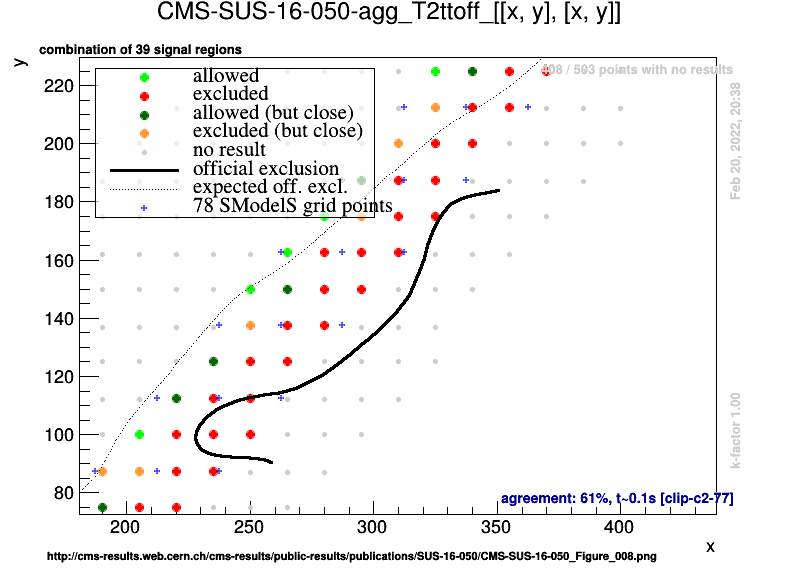 CMS-SUS-16-050-agg_T2ttoff_[[x, y], [x, y]]
combination of 39 signal regions
y
408 / 593 points with no results
allowed
excluded
allowed (but close)
excluded (but close)
no result
official exclusion
expected off. excl.
78 SModelS grid points
220
200
180
160
140
120
100
80
200
250
300
350
400
x
Feb 20, 2022, 20:38
k-factor 1.00
agreement: 61%, t~0.1s [clip-c2-77]
http://cms-results.web.cern.ch/cms-results/public-results/publications/SUS-16-050/CMS-SUS-16-050_Figure_008.png